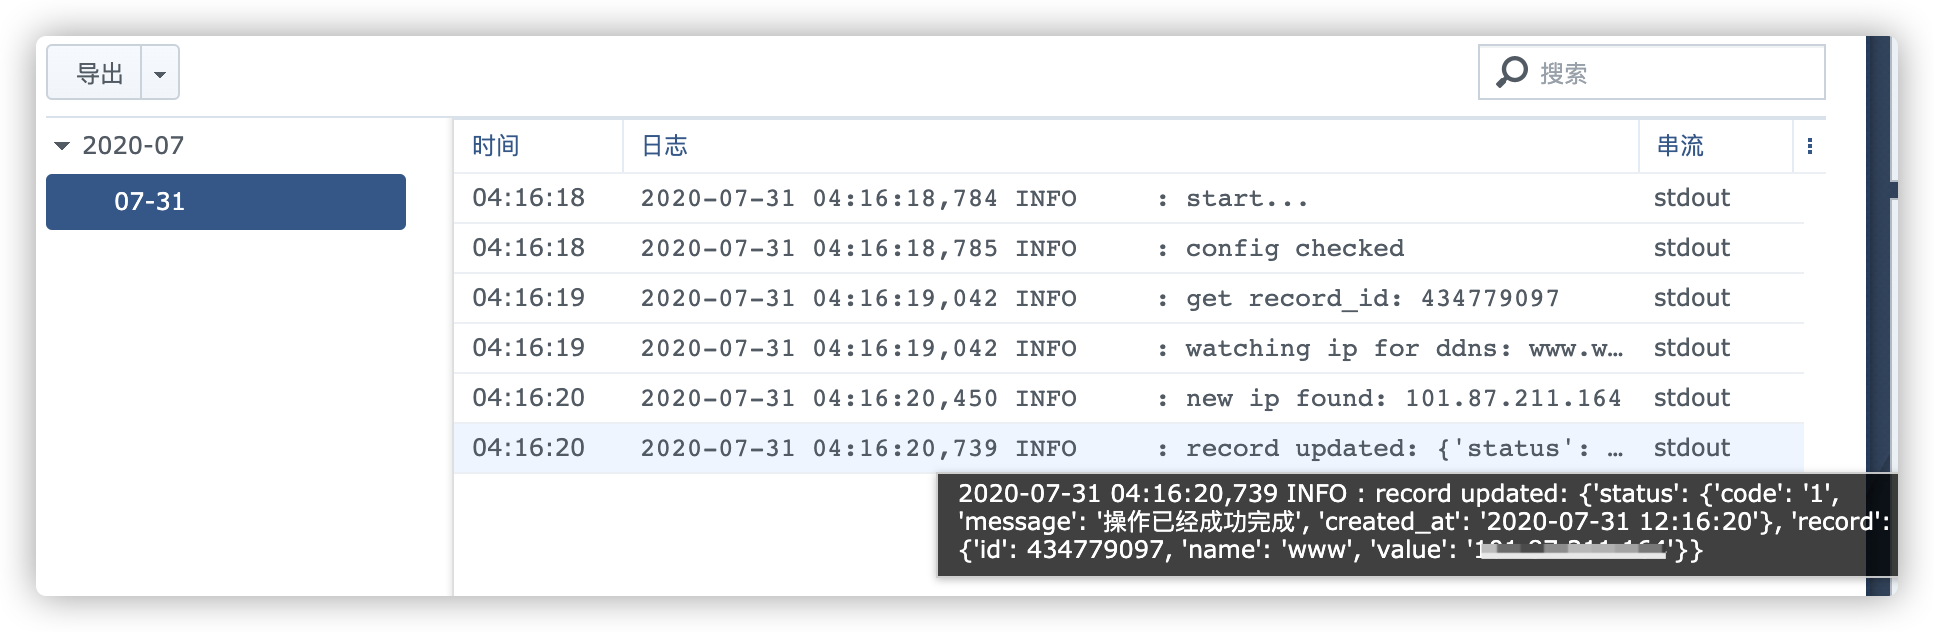 导出
搜索
2020-07
07-31
时间 日志 串流
04:16:18 2020-07-31 04:16:18,784 INFO : start... stdout
04:16:18 2020-07-31 04:16:18,785 INFO : config checked stdout
04:16:19 2020-07-31 04:16:19,042 INFO : get record_id: 434779097 stdout
04:16:19 2020-07-31 04:16:19,042 INFO : watching ip for ddns: www.w… stdout
04:16:20 2020-07-31 04:16:20,450 INFO : new ip found: 101.87.211.164 stdout
04:16:20 2020-07-31 04:16:20,739 INFO : record updated: {'status': … stdout
2020-07-31 04:16:20,739 INFO : record updated: {'status': {'code': '1',
'message': '操作已经成功完成', 'created_at': '2020-07-31 12:16:20'}, 'record':
{'id': 434779097, 'name': 'www', 'value': '